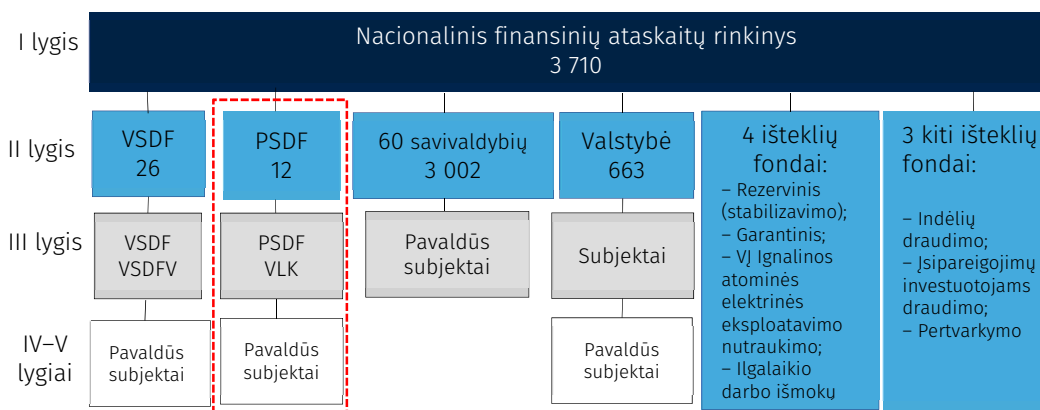 I lygis
Nacionalinis finansinių ataskaitų rinkinys
3 710
II lygis
VSDF
26
PSDF
12
60 savivaldybių
3 002
Valstybė
663
4 išteklių
fondai:
– Rezervinis
(stabilizavimo);
– Garantinis;
– VĮ Ignalinos
atominės
elektrinės
eksploatavimo
nutraukimo;
– Ilgalaikio
darbo išmokų
3 kiti išteklių
fondai:
– Indėlių
draudimo;
– Įsipareigojimų
investuotojams
draudimo;
– Pertvarkymo
III lygis
VSDF
VSDFV
PSDF
VLK
Pavaldūs
subjektai
Subjektai
IV–V
lygiai
Pavaldūs
subjektai
Pavaldūs
subjektai
Pavaldūs
subjektai